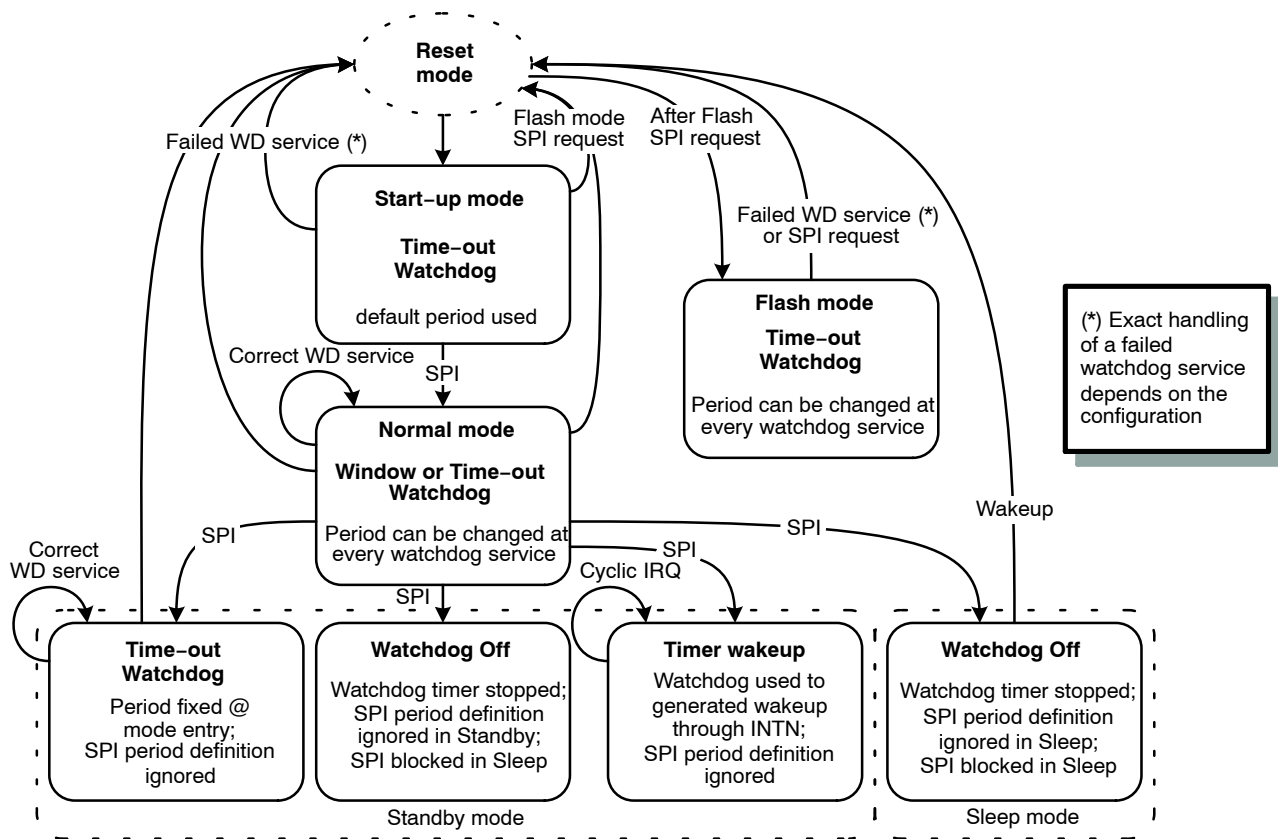 Reset
mode
Failed WD service (*)
Flash mode
SPI request
After Flash
SPI request
Start−up mode
Time−out
Watchdog
default period used
Failed WD service (*)
or SPI request
Flash mode
Time−out
Watchdog
Period can be changed at
every watchdog service
(*) Exact handling
of a failed
watchdog service
depends on the
configuration
Correct WD service
SPI
Normal mode
Window or Time−out
Watchdog
Period can be changed at
every watchdog service
Wakeup
SPI
SPI
SPI
Correct
WD service
Cyclic IRQ
SPI
Time−out
Watchdog
Period fixed @
mode entry;
SPI period definition
ignored
Watchdog Off
Watchdog timer stopped;
SPI period definition
ignored in Standby;
SPI blocked in Sleep
Timer wakeup
Watchdog used to
generated wakeup
through INTN;
SPI period definition
ignored
Watchdog Off
Watchdog timer stopped;
SPI period definition
ignored in Sleep;
SPI blocked in Sleep
Standby mode
Sleep mode